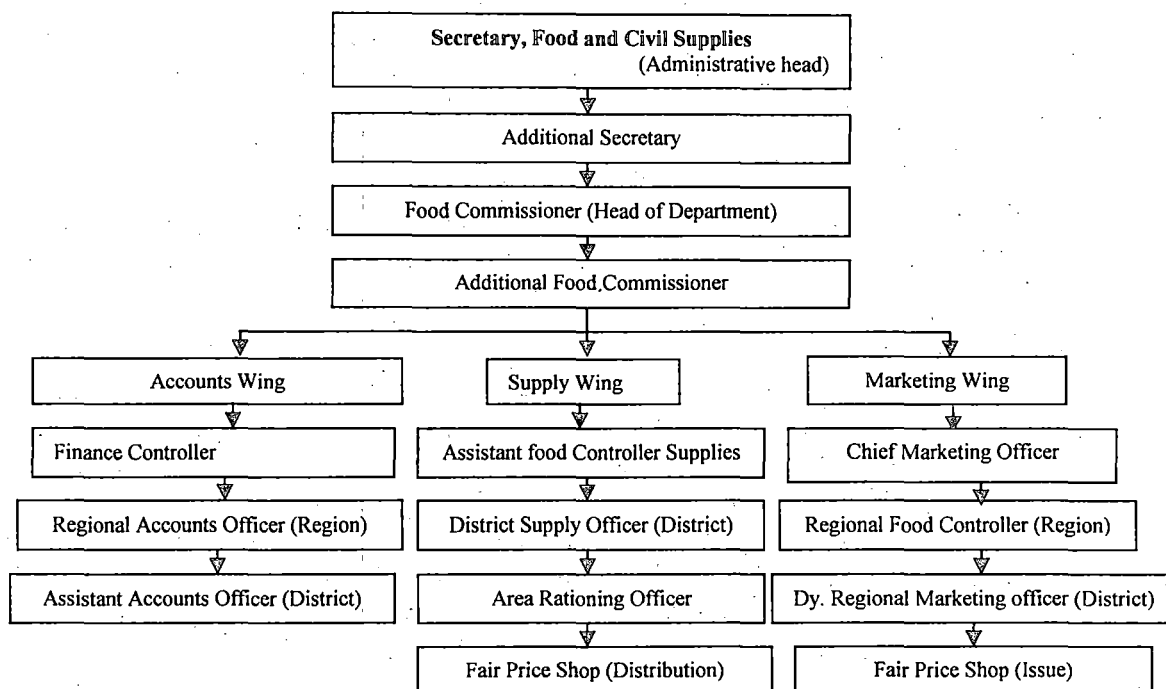 Secretary, Food and Civil Supplies
(Administrative head)
Additional Secretary
Food Commissioner (Head of Department)
Additional Food Commissioner
Accounts Wing
Supply Wing
Marketing Wing
Finance Controller
Assistant food Controller Supplies
Chief Marketing Officer
Regional Accounts Officer (Region)
District Supply Officer (District)
Regional Food Controller (Region)
Assistant Accounts Officer (District)
Area Rationing Officer
Dy. Regional Marketing officer (District)
Fair Price Shop (Distribution)
Fair Price Shop (Issue)